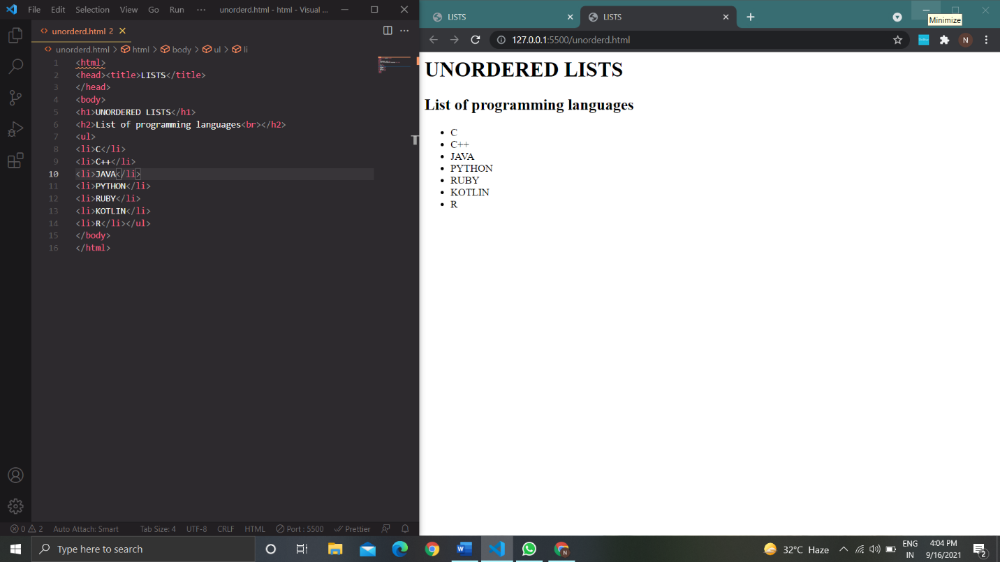 File Edit Selection View Go Run ··· unorderd.html - html - Visual ...
unorderd.html 2
unorderd.html > html > body > ul > li
1 <html>
2 <head><title>LISTS</title>
3 </head>
4 <body>
5 <h1>UNORDERED LISTS</h1>
6 <h2>List of programming languages<br></h2>
7 <ul>
8 <li>C</li>
9 <li>C++</li>
10 <li>JAVA</li>
11 <li>PYTHON</li>
12 <li>RUBY</li>
13 <li>KOTLIN</li>
14 <li>R</li></ul>
15 </body>
16 </html>
0 2 Auto Attach: Smart Tab Size: 4 UTF-8 CRLF HTML Port : 5500 Prettier
LISTS LISTS
Minimize
127.0.0.1:5500/unorderd.html N
UNORDERED LISTS
List of programming languages
• C
• C++
• JAVA
• PYTHON
• RUBY
• KOTLIN
• R
T
Type here to search
32°C Haze
ENG
IN
4:04 PM
9/16/2021
2